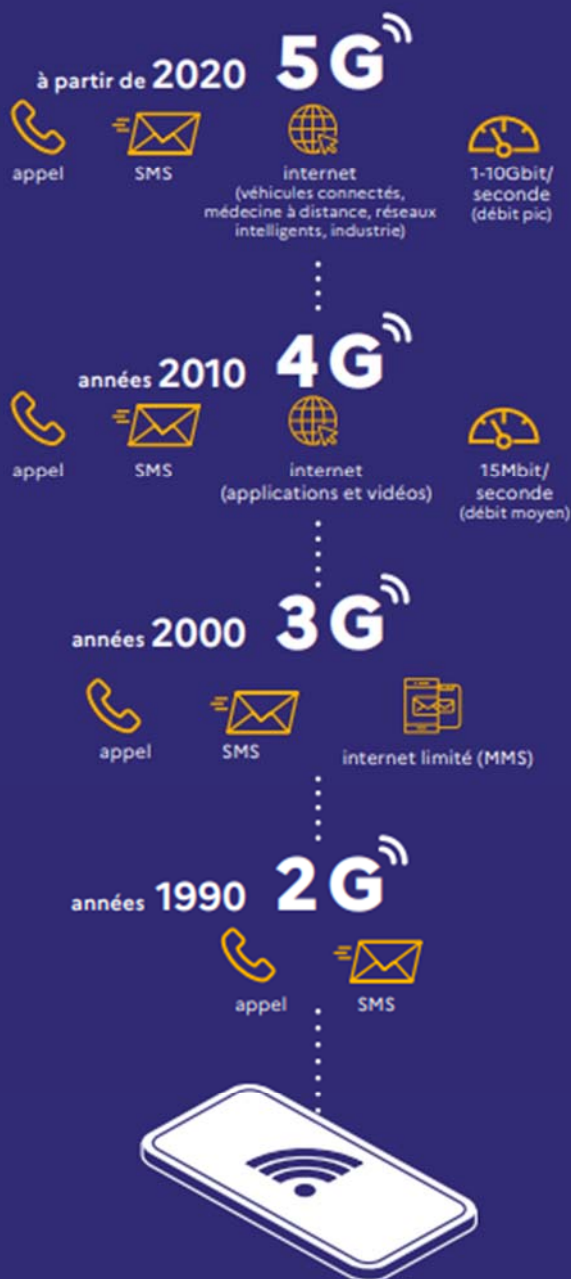 à partir de 2020 5G
appel
SMS
internet
(véhicules connectés,
médecine à distance, réseaux
intelligents, industrie)
1-10Gbit/
seconde
(débit pic)
années 2010 4G
appel
SMS
internet
(applications et vidéos)
15Mbit/
seconde
(débit moyen)
années 2000 3G
appel
SMS
internet limité (MMS)
années 1990 2G
appel
SMS